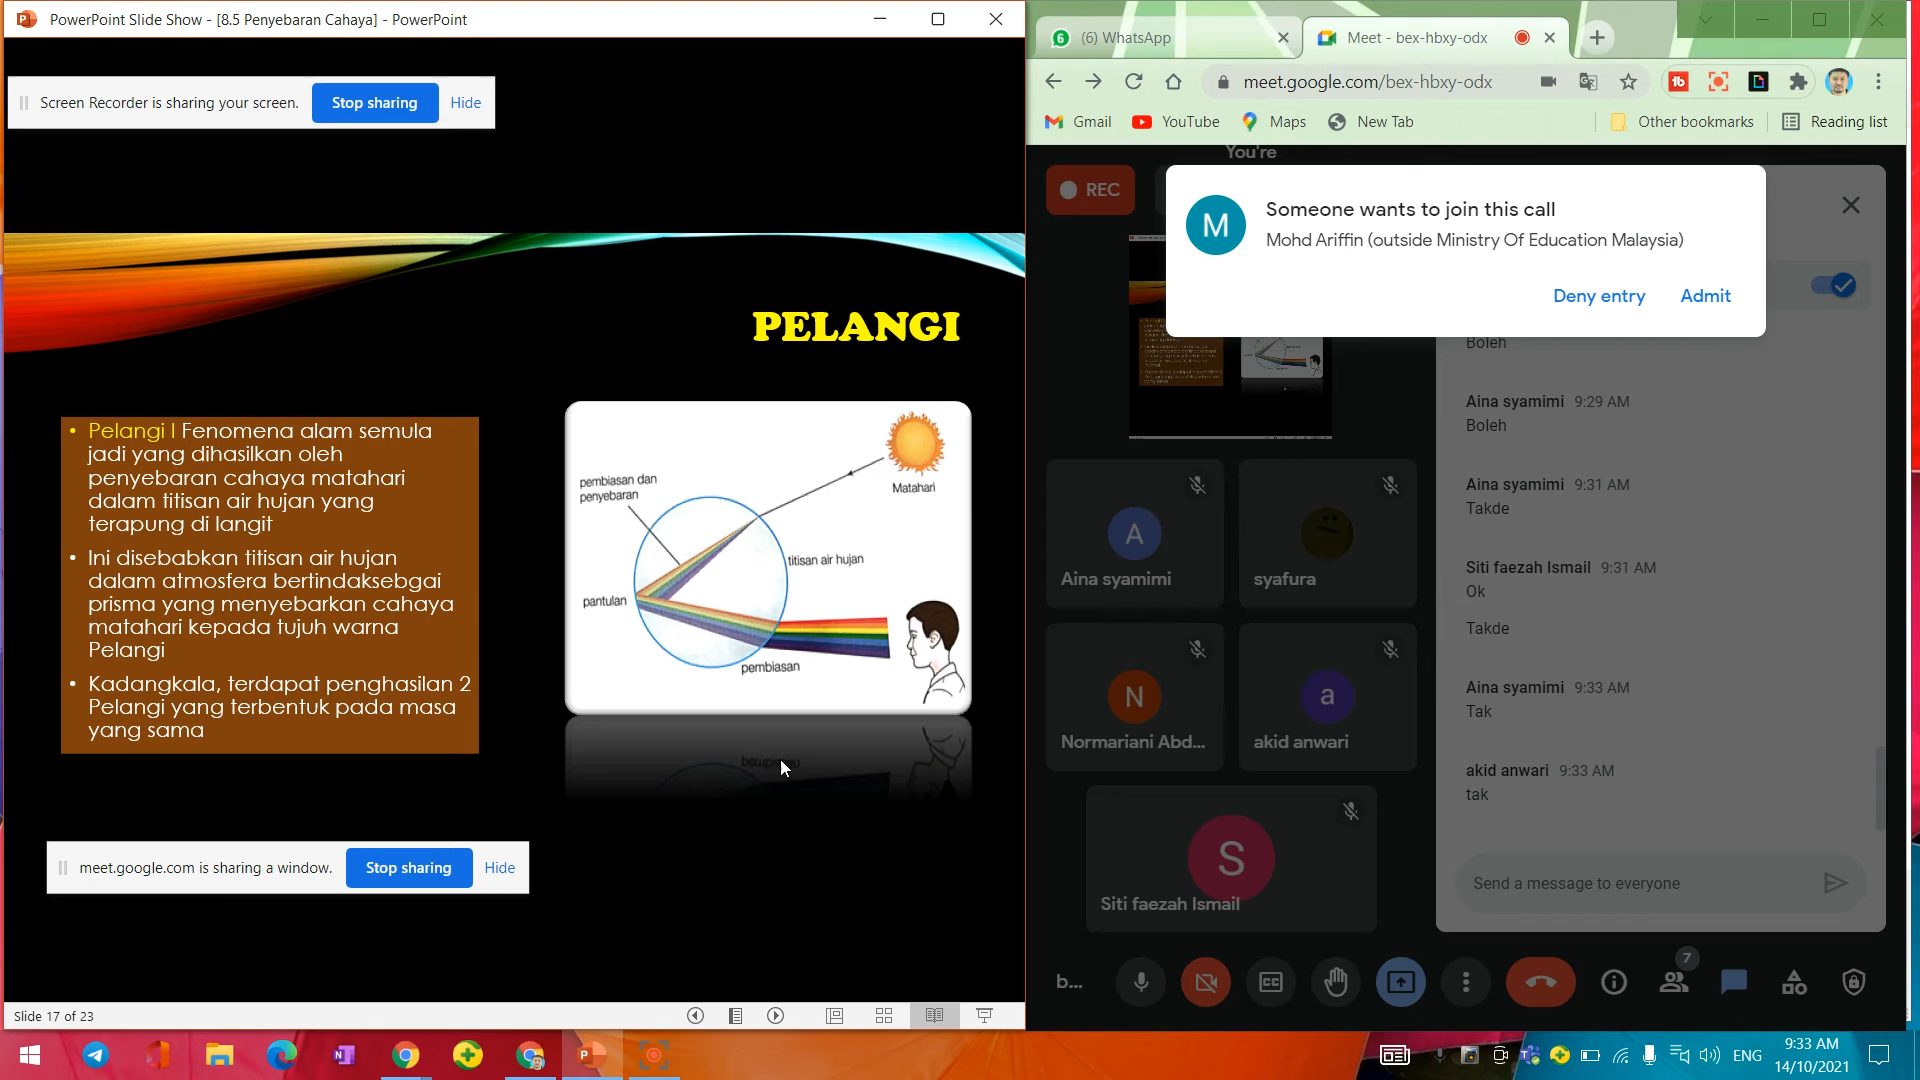 PowerPoint Slide Show - [8.5 Penyebaran Cahaya] - PowerPoint
Screen Recorder is sharing your screen.
Stop sharing
Hide
PELANGI
• Pelangi l Fenomena alam semula
jadi yang dihasilkan oleh
penyebaran cahaya matahari
dalam titisan air hujan yang
terapung di langit
• Ini disebabkan titisan air hujan
dalam atmosfera bertindaksebgai
prisma yang menyebarkan cahaya
matahari kepada tujuh warna
Pelangi
• Kadangkala, terdapat penghasilan 2
Pelangi yang terbentuk pada masa
yang sama
pembiasan dan
penyebaran
Matahari
titisan air hujan
pantulan
pembiasan
meet.google.com is sharing a window.
Stop sharing
Hide
Slide 17 of 23
(6) WhatsApp
Meet - bex-hbxy-odx
meet.google.com/bex-hbxy-odx
Gmail
YouTube
Maps
New Tab
Other bookmarks
Reading list
You're
REC
M
Someone wants to join this call
Mohd Ariffin (outside Ministry Of Education Malaysia)
Deny entry
Admit
A
Aina syamimi
syafura
N
Normariani Abd...
a
akid anwari
S
Siti faezah Ismail
Boleh
Aina syamimi 9:29 AM
Boleh
Aina syamimi 9:31 AM
Takde
Siti faezah Ismail 9:31 AM
Ok
Takde
Aina syamimi 9:33 AM
Tak
akid anwari 9:33 AM
tak
Send a message to everyone
b...
CC
7
ENG
9:33 AM
14/10/2021